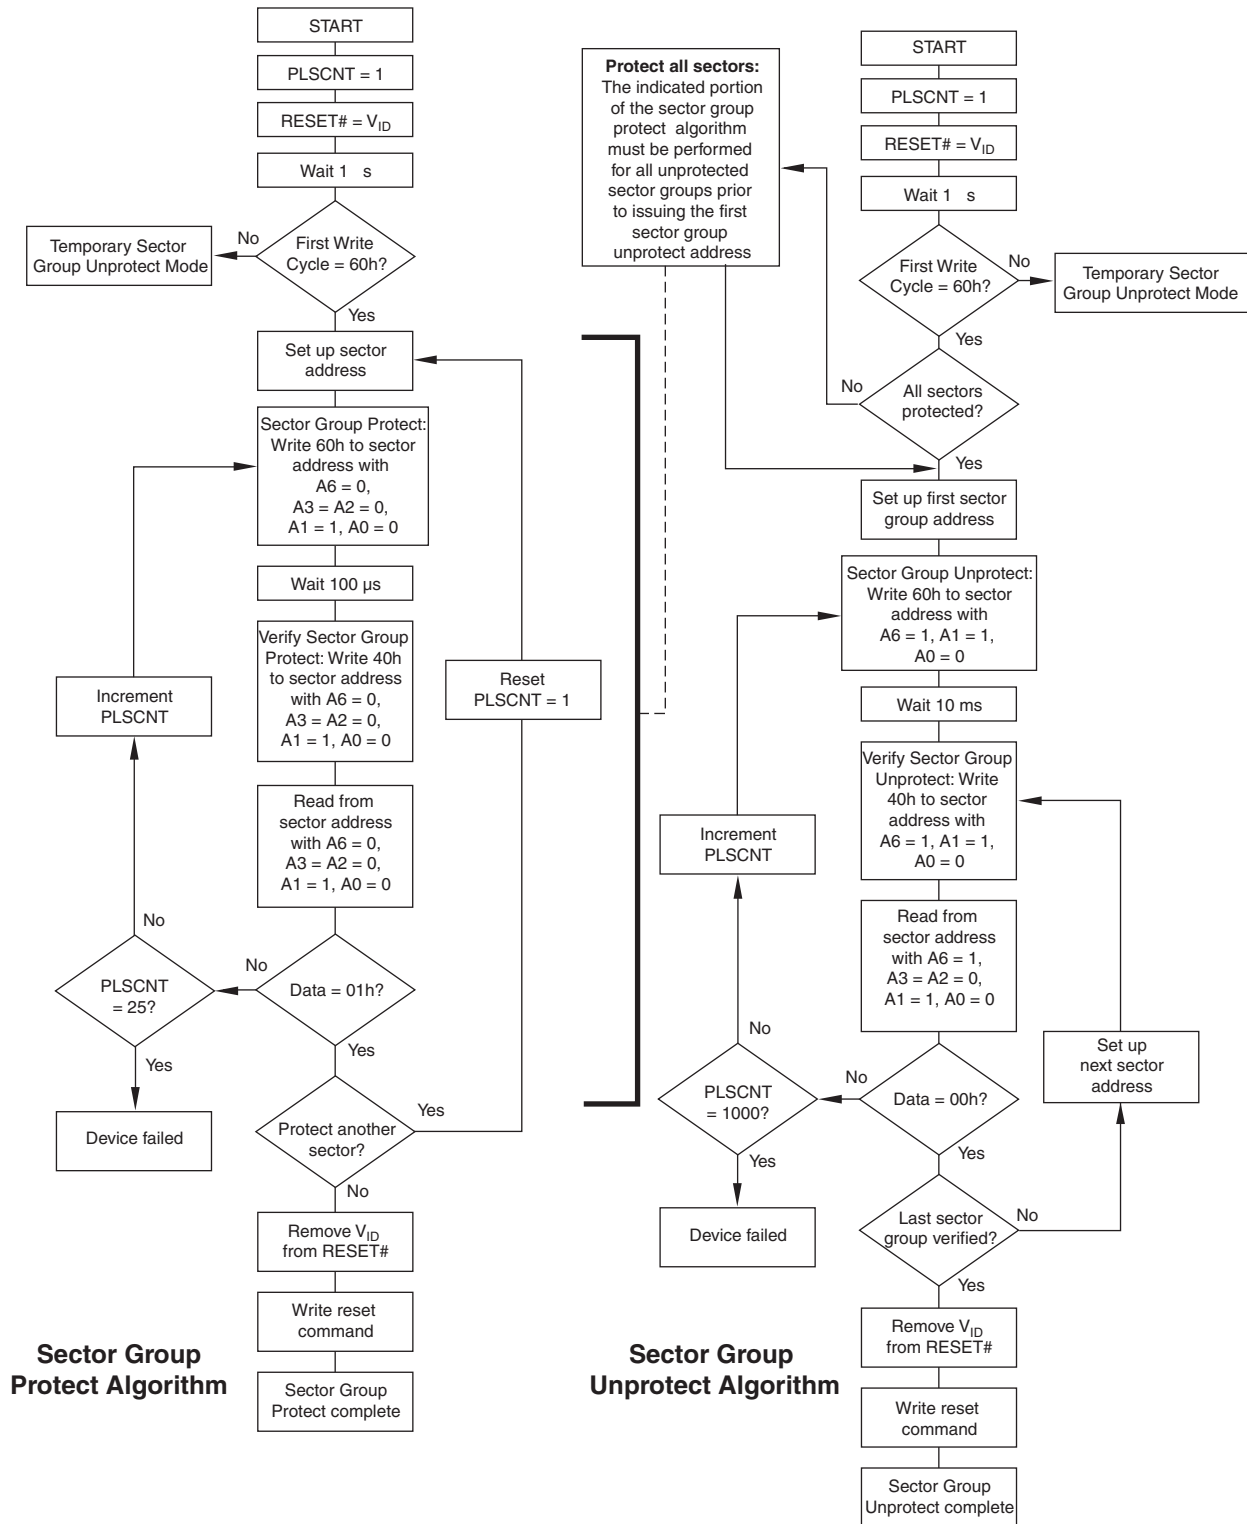 START
PLSCNT = 1
RESET# = VID
Wait 1 s
First Write
Cycle = 60h?
No
Temporary Sector
Group Unprotect Mode
Yes
Set up sector
address
Sector Group Protect:
Write 60h to sector
address with
A6 = 0,
A3 = A2 = 0,
A1 = 1, A0 = 0
Wait 100 µs
Verify Sector Group
Protect: Write 40h
to sector address
with A6 = 0,
A3 = A2 = 0,
A1 = 1, A0 = 0
Increment
PLSCNT
Reset
PLSCNT = 1
Read from
sector address
with A6 = 0,
A3 = A2 = 0,
A1 = 1, A0 = 0
No
No
PLSCNT
= 25?
Data = 01h?
Yes
Yes
Device failed
Protect another
sector?
Yes
No
Remove VID
from RESET#
Write reset
command
Sector Group
Protect complete
Sector Group
Protect Algorithm
Protect all sectors:
The indicated portion
of the sector group
protect algorithm
must be performed
for all unprotected
sector groups prior
to issuing the first
sector group
unprotect address
START
PLSCNT = 1
RESET# = VID
Wait 1 s
First Write
Cycle = 60h?
No
Temporary Sector
Group Unprotect Mode
Yes
No
All sectors
protected?
Yes
Set up first sector
group address
Sector Group Unprotect:
Write 60h to sector
address with
A6 = 1, A1 = 1,
A0 = 0
Wait 10 ms
Verify Sector Group
Unprotect: Write
40h to sector
address with
A6 = 1, A1 = 1,
A0 = 0
Increment
PLSCNT
Read from
sector address
with A6 = 1,
A3 = A2 = 0,
A1 = 1, A0 = 0
No
No
PLSCNT
= 1000?
Data = 00h?
Set up
next sector
address
Yes
Yes
Device failed
Last sector
group verified?
No
Yes
Remove VID
from RESET#
Write reset
command
Sector Group
Unprotect complete
Sector Group
Unprotect Algorithm